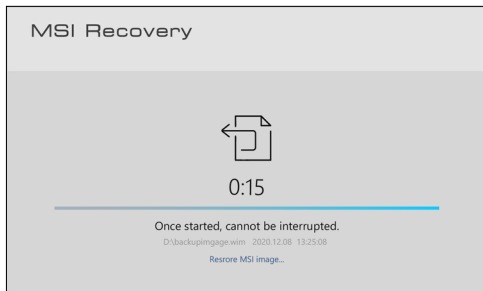 MSI Recovery
0:15
Once started, cannot be interrupted.
D:\backupimgage.wim 2020.12.08 13:25:08
Resrore MSI image...